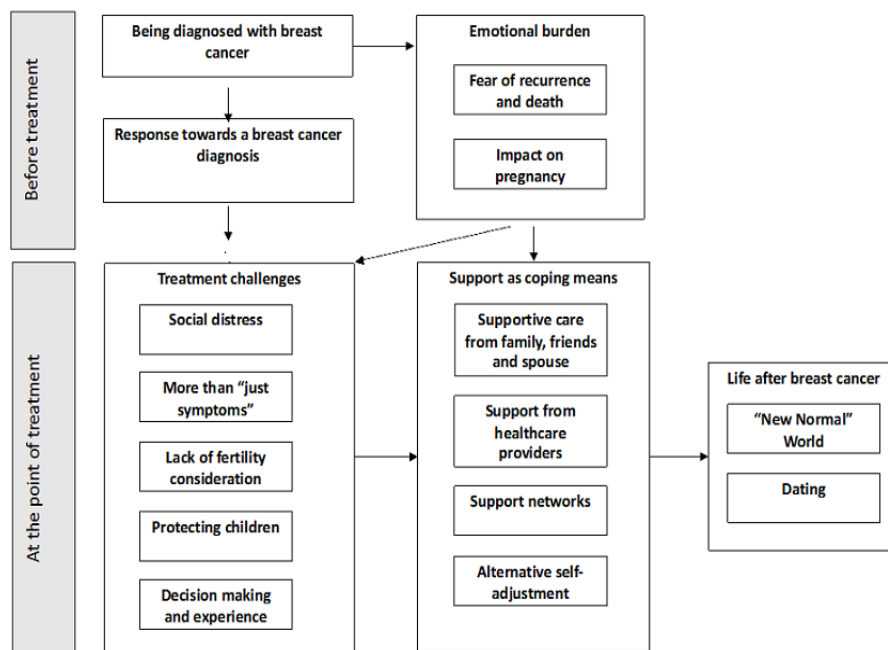 Before treatment
Being diagnosed with breast
cancer
Emotional burden
Fear of recurrence
and death
Impact on
pregnancy
Response towards a breast cancer
diagnosis
At the point of treatment
Treatment challenges
Social distress
More than “just
symptoms”
Lack of fertility
consideration
Protecting children
Decision making
and experience
Support as coping means
Supportive care
from family, friends
and spouse
Support from
healthcare
providers
Support networks
Alternative self-
adjustment
Life after breast cancer
“New Normal”
World
Dating